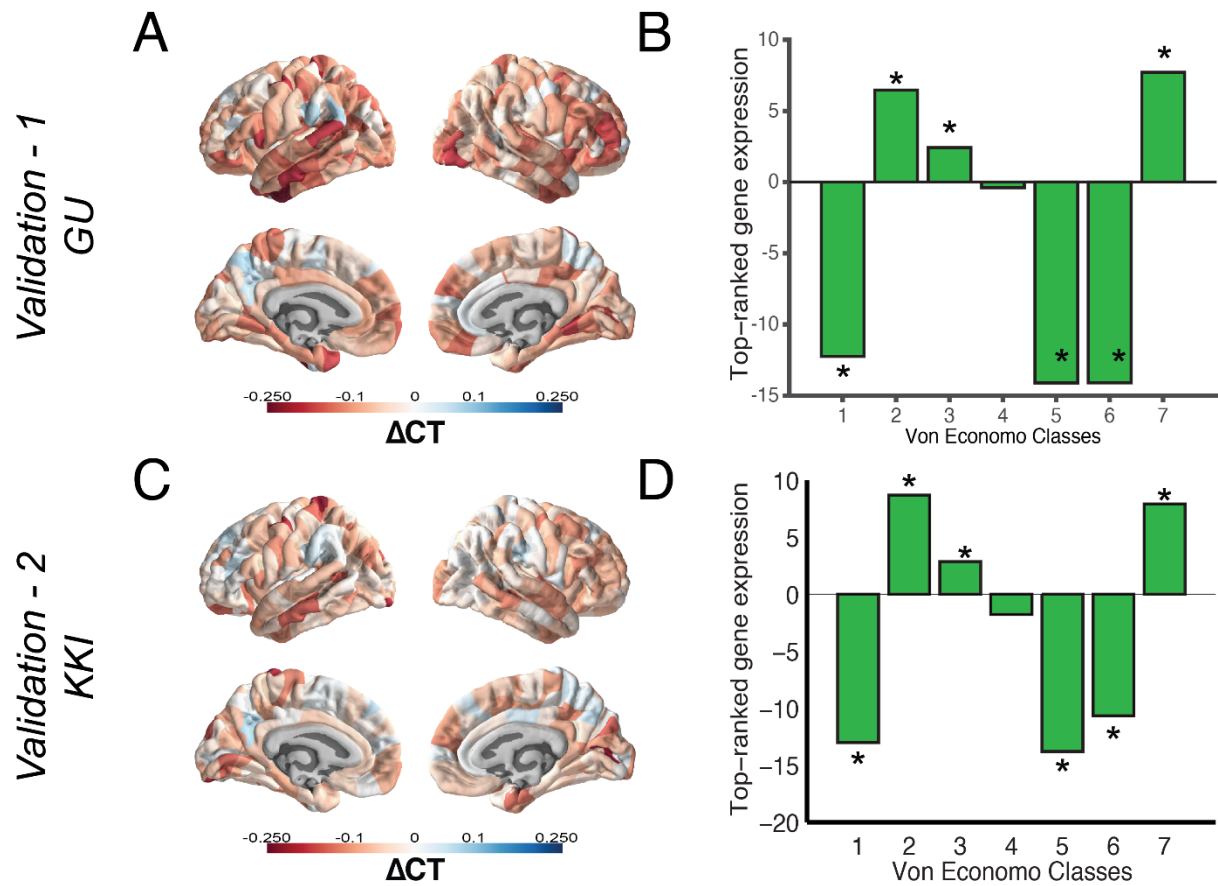 A
B
Validation - 1
GU
-0.250 -0.1 0 0.1 0.250
ΔCT
Top-ranked gene expression
10
5
0
-5
-10
-15
* * * * * *
1 2 3 4 5 6 7
Von Economo Classes
C
D
Validation - 2
KKI
-0.250 -0.1 0 0.1 0.250
ΔCT
Top-ranked gene expression
10
5
0
−5
−10
−15
−20
* * * * * *
1 2 3 4 5 6 7
Von Economo Classes